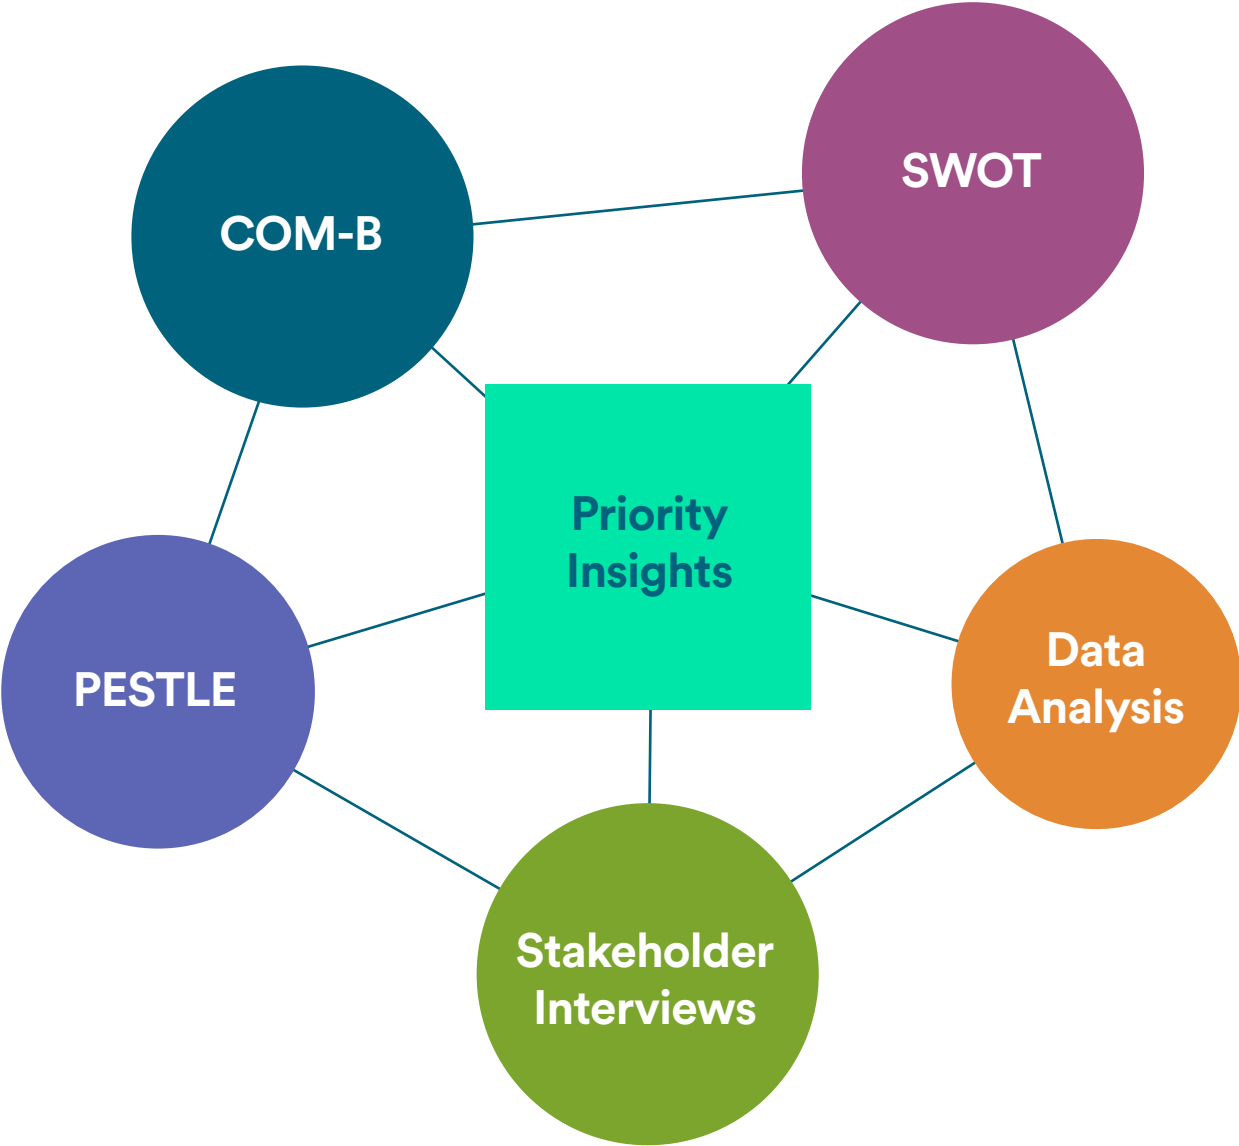 SWOT
COM-B
Priority
Insights
Data
Analysis
PESTLE
Stakeholder
Interviews